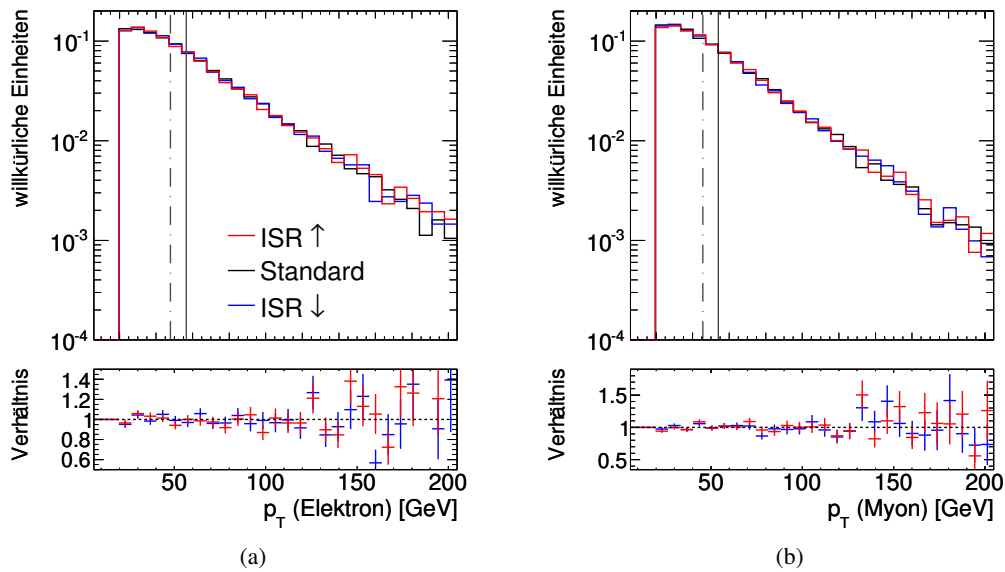 willkürliche Einheiten
10⁻¹
10⁻²
10⁻³
10⁻⁴
ISR ↑
Standard
ISR ↓
Verhältnis
1.4
1.2
1
0.8
0.6
50 100 150 200
p_T (Elektron) [GeV]
(a)
willkürliche Einheiten
10⁻¹
10⁻²
10⁻³
10⁻⁴
Verhältnis
1.5
1
0.5
50 100 150 200
p_T (Myon) [GeV]
(b)